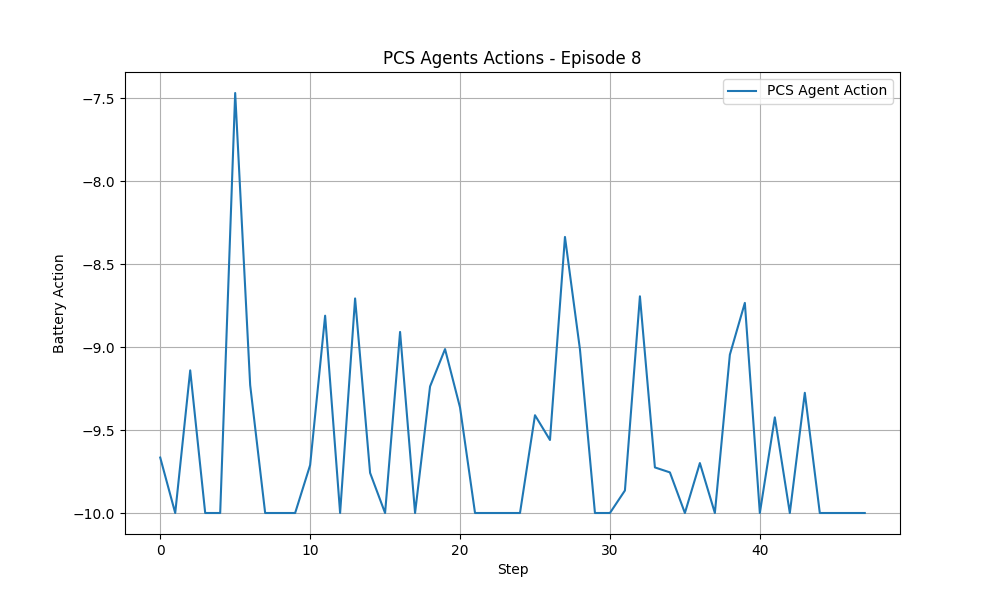 PCS Agents Actions - Episode 8
PCS Agent Action
Battery Action
−7.5
−8.0
−8.5
−9.0
−9.5
−10.0
0 10 20 30 40
Step